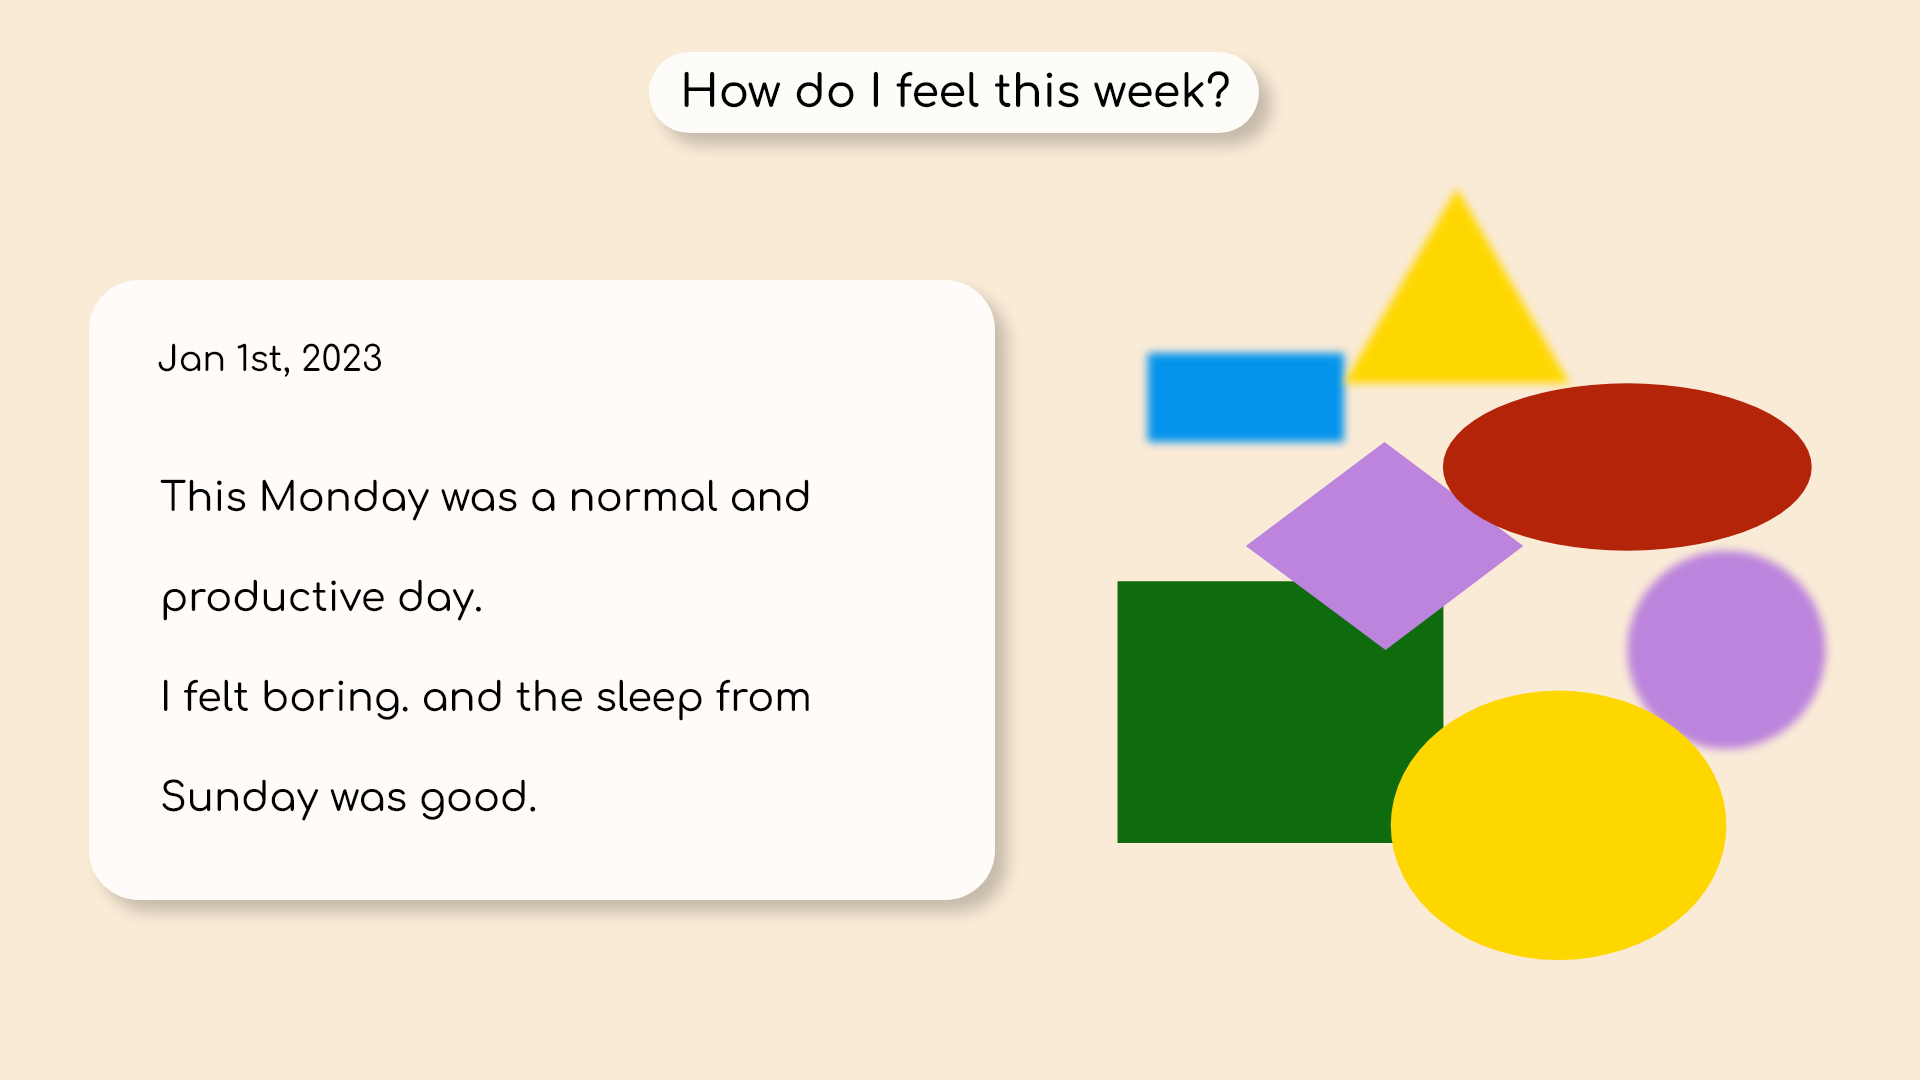 How do I feel this week?
Jan 1st, 2023
This Monday was a normal and
productive day.
I felt boring. and the sleep from
Sunday was good.